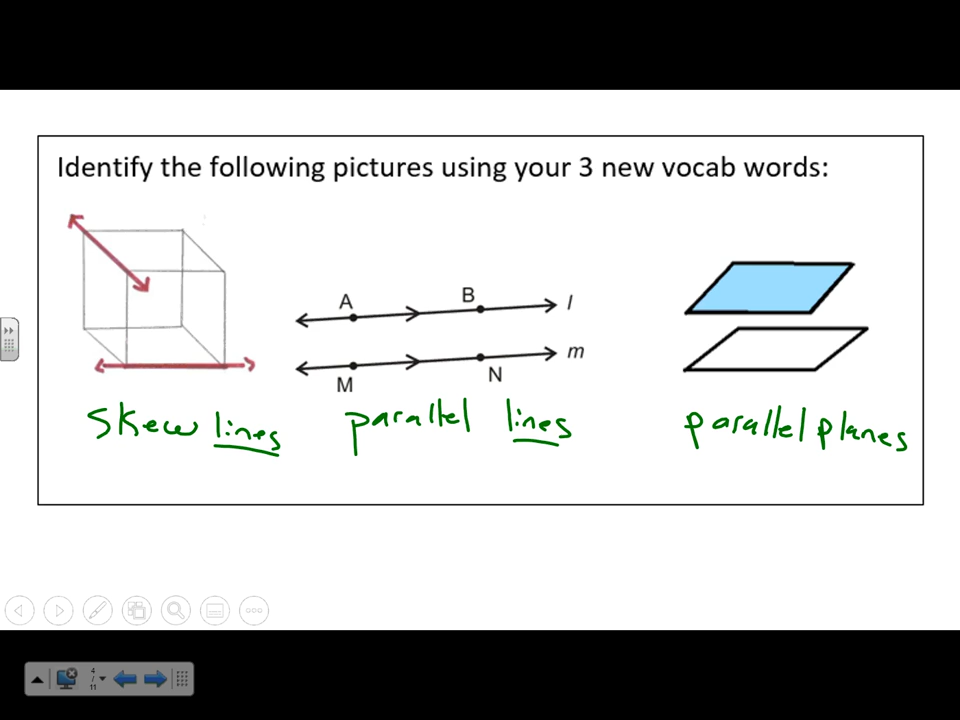 Identify the following pictures using your 3 new vocab words:
A
B
l
M
N
m
skew lines
parallel lines
parallel planes
4
/
11